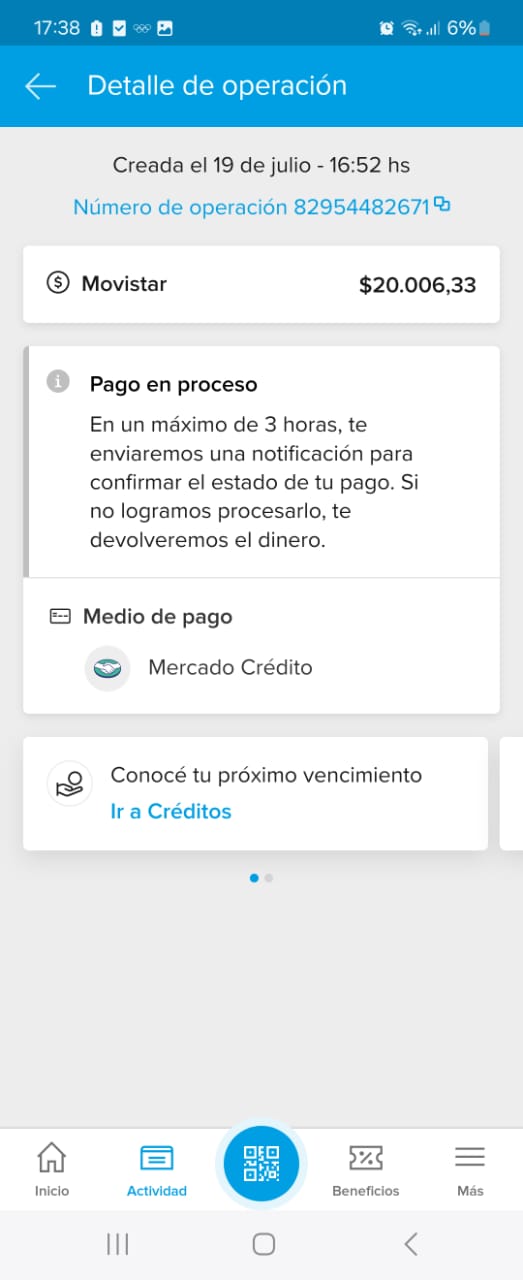 17:38
6%
Detalle de operación
Creada el 19 de julio - 16:52 hs
Número de operación 82954482671
Movistar $20.006,33
Pago en proceso
En un máximo de 3 horas, te
enviaremos una notificación para
confirmar el estado de tu pago. Si
no logramos procesarlo, te
devolveremos el dinero.
Medio de pago
Mercado Crédito
Conocé tu próximo vencimiento
Ir a Créditos
Inicio
Actividad
Beneficios
Más